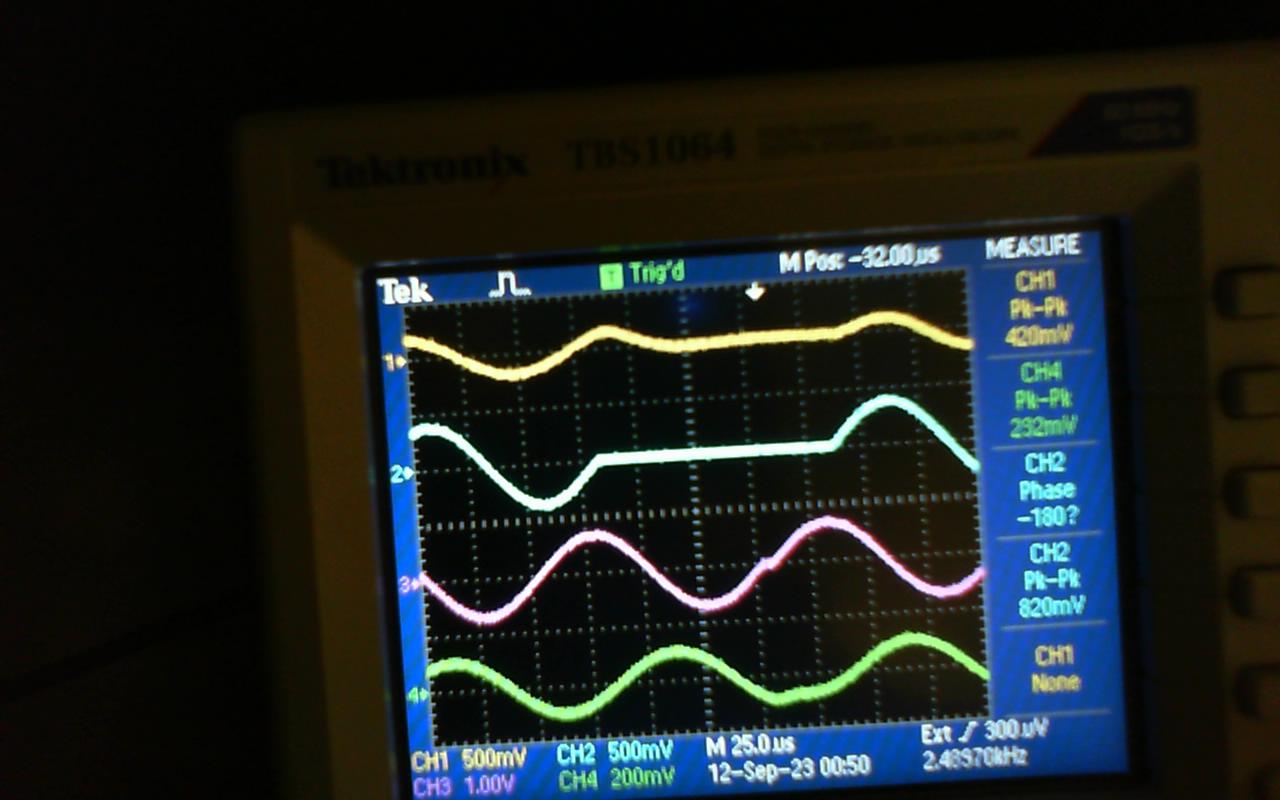 Tektronix TBS1064
Tek Trig'd M Pos: -32.00µs MEASURE
CH1
Pk-Pk
420mV
CH4
Pk-Pk
232mV
CH2
Phase
-180?
CH2
Pk-Pk
820mV
CH1
None
1
2
3
4
CH1 500mV CH2 500mV M 25.0µs Ext 300uV
CH3 1.00V CH4 200mV 12-Sep-23 00:50 2.48970kHz